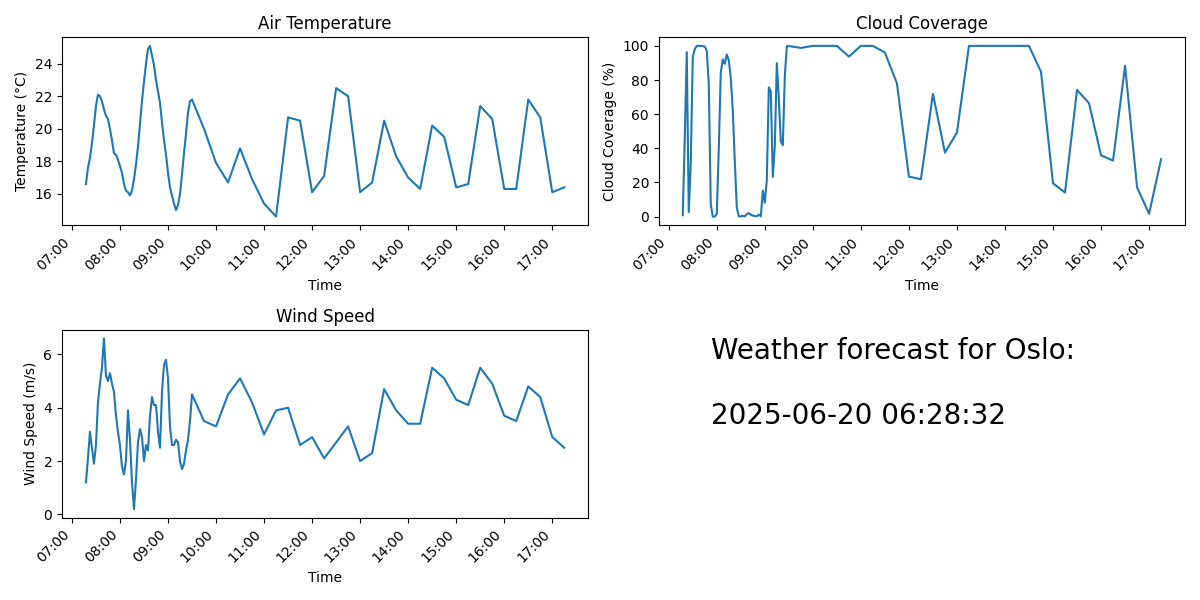 Air Temperature
Temperature (°C)
24
22
20
18
16
07:00 08:00 09:00 10:00 11:00 12:00 13:00 14:00 15:00 16:00 17:00
Time
Cloud Coverage
Cloud Coverage (%)
100
80
60
40
20
0
07:00 08:00 09:00 10:00 11:00 12:00 13:00 14:00 15:00 16:00 17:00
Time
Wind Speed
Wind Speed (m/s)
6
4
2
0
07:00 08:00 09:00 10:00 11:00 12:00 13:00 14:00 15:00 16:00 17:00
Time
Weather forecast for Oslo:
2025-06-20 06:28:32